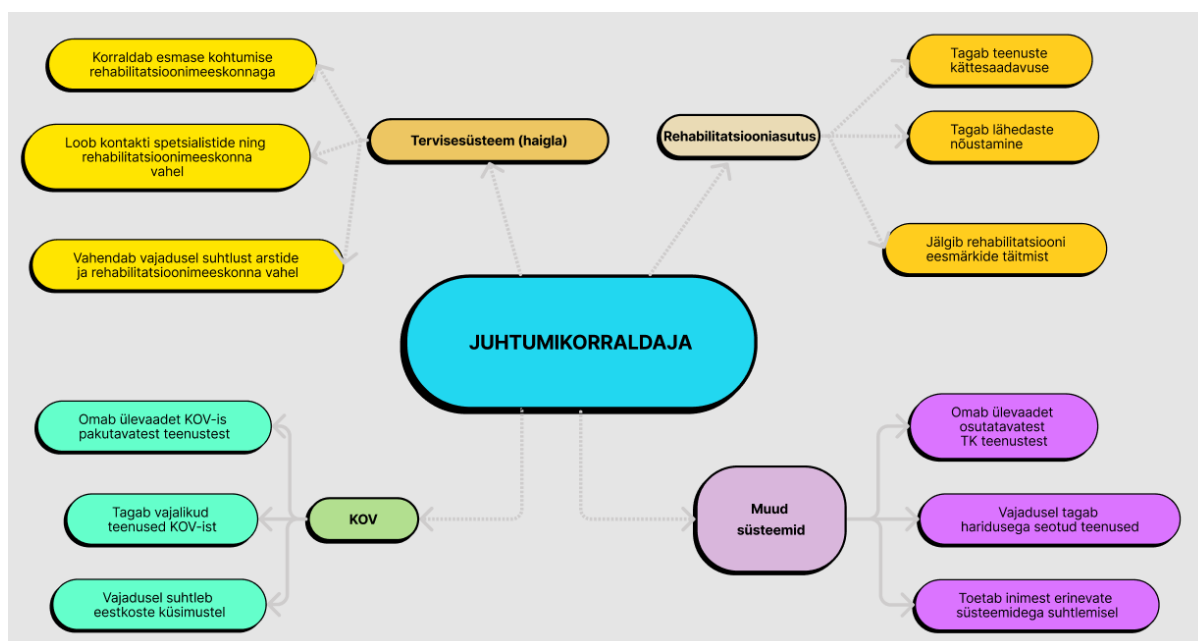 Korraldab esmase kohtumise
rehabilitatsioonimeeskonnaga
Loob kontakti spetsialistide ning
rehabilitatsioonimeeskonna
vahel
Vahendab vajadusel suhtlust arstide
ja rehabilitatsioonimeeskonna vahel
Tervisesüsteem (haigla)
Rehabilitatsiooniasutus
Tagab teenuste
kättesaadavuse
Tagab lähedaste
nõustamine
Jälgib rehabilitatsiooni
eesmärkide täitmist
JUHTUMIKORRALDAJA
Omab ülevaadet KOV-is
pakutavatest teenustest
Tagab vajalikud
teenused KOV-ist
Vajadusel suhtleb
eestkoste küsimustel
KOV
Muud
süsteemid
Omab ülevaadet
osutatavatest
TK teenustest
Vajadusel tagab
haridusega seotud teenused
Toetab inimest erinevate
süsteemidega suhtlemisel